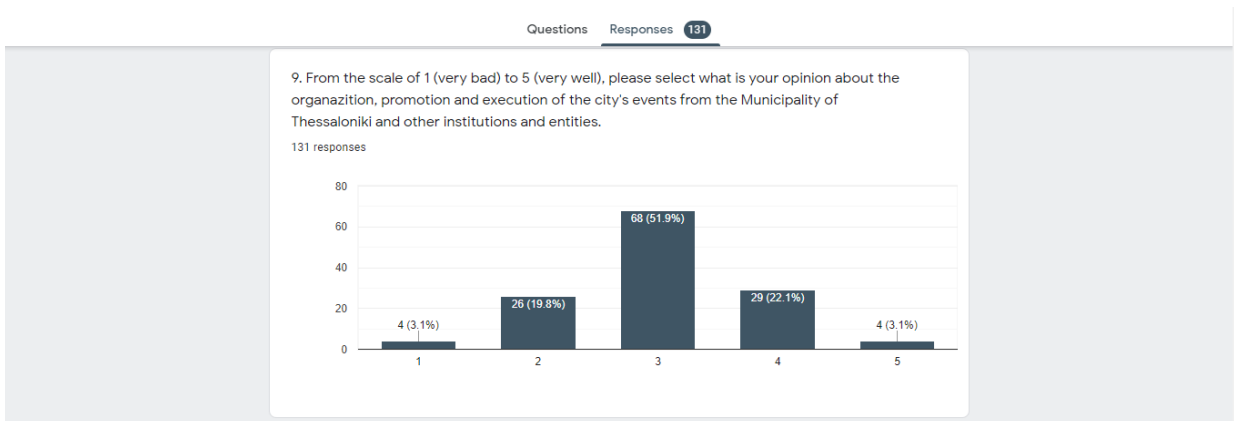 Questions Responses 131
9. From the scale of 1 (very bad) to 5 (very well), please select what is your opinion about the
organazition, promotion and execution of the city's events from the Municipality of
Thessaloniki and other institutions and entities.
131 responses
80
60
40
20
0
4 (3.1%)
26 (19.8%)
68 (51.9%)
29 (22.1%)
4 (3.1%)
1 2 3 4 5